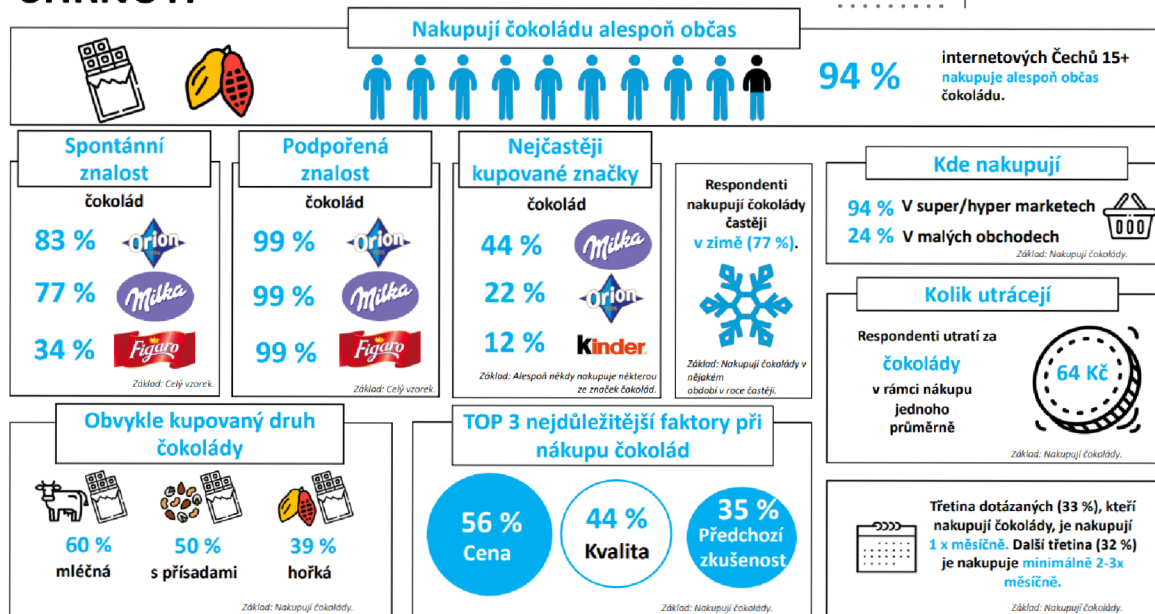 Nakupují čokoládu alespoň občas
94 %
internetových Čechů 15+
nakupuje alespoň občas
čokoládu.
Spontánní
znalost
čokolád
83 %
Orion
77 %
Milka
34 %
Figaro
Základ: Celý vzorek.
Podpořená
znalost
čokolád
99 %
Orion
99 %
Milka
99 %
Figaro
Základ: Celý vzorek.
Nejčastěji
kupované značky
čokolád
44 %
Milka
22 %
Orion
12 %
Kinder
Základ: Alespoň někdy nakupuje některou
ze značek čokolád.
Respondenti
nakupují čokolády
častěji
v zimě (77 %).
Základ: Nakupují čokolády v
nějakém
období v roce častěji.
Kde nakupují
94 % V super/hyper marketech
24 % V malých obchodech
Základ: Nakupují čokolády.
Kolik utrácejí
Respondenti utratí za
čokolády
v rámci nákupu
jednoho
průměrně
64 Kč
Základ: Nakupují čokolády.
Obvykle kupovaný druh
čokolády
60 %
mléčná
50 %
s přísadami
39 %
hořká
Základ: Nakupují čokolády.
TOP 3 nejdůležitější faktory při
nákupu čokolád
56 %
Cena
44 %
Kvalita
35 %
Předchozí
zkušenost
Základ: Nakupují čokolády.
Třetina dotázaných (33 %), kteří
nakupují čokolády, je nakupují
1 x měsíčně. Další třetina (32 %)
je nakupuje minimálně 2-3x
měsíčně.
Základ: Nakupují čokolády.